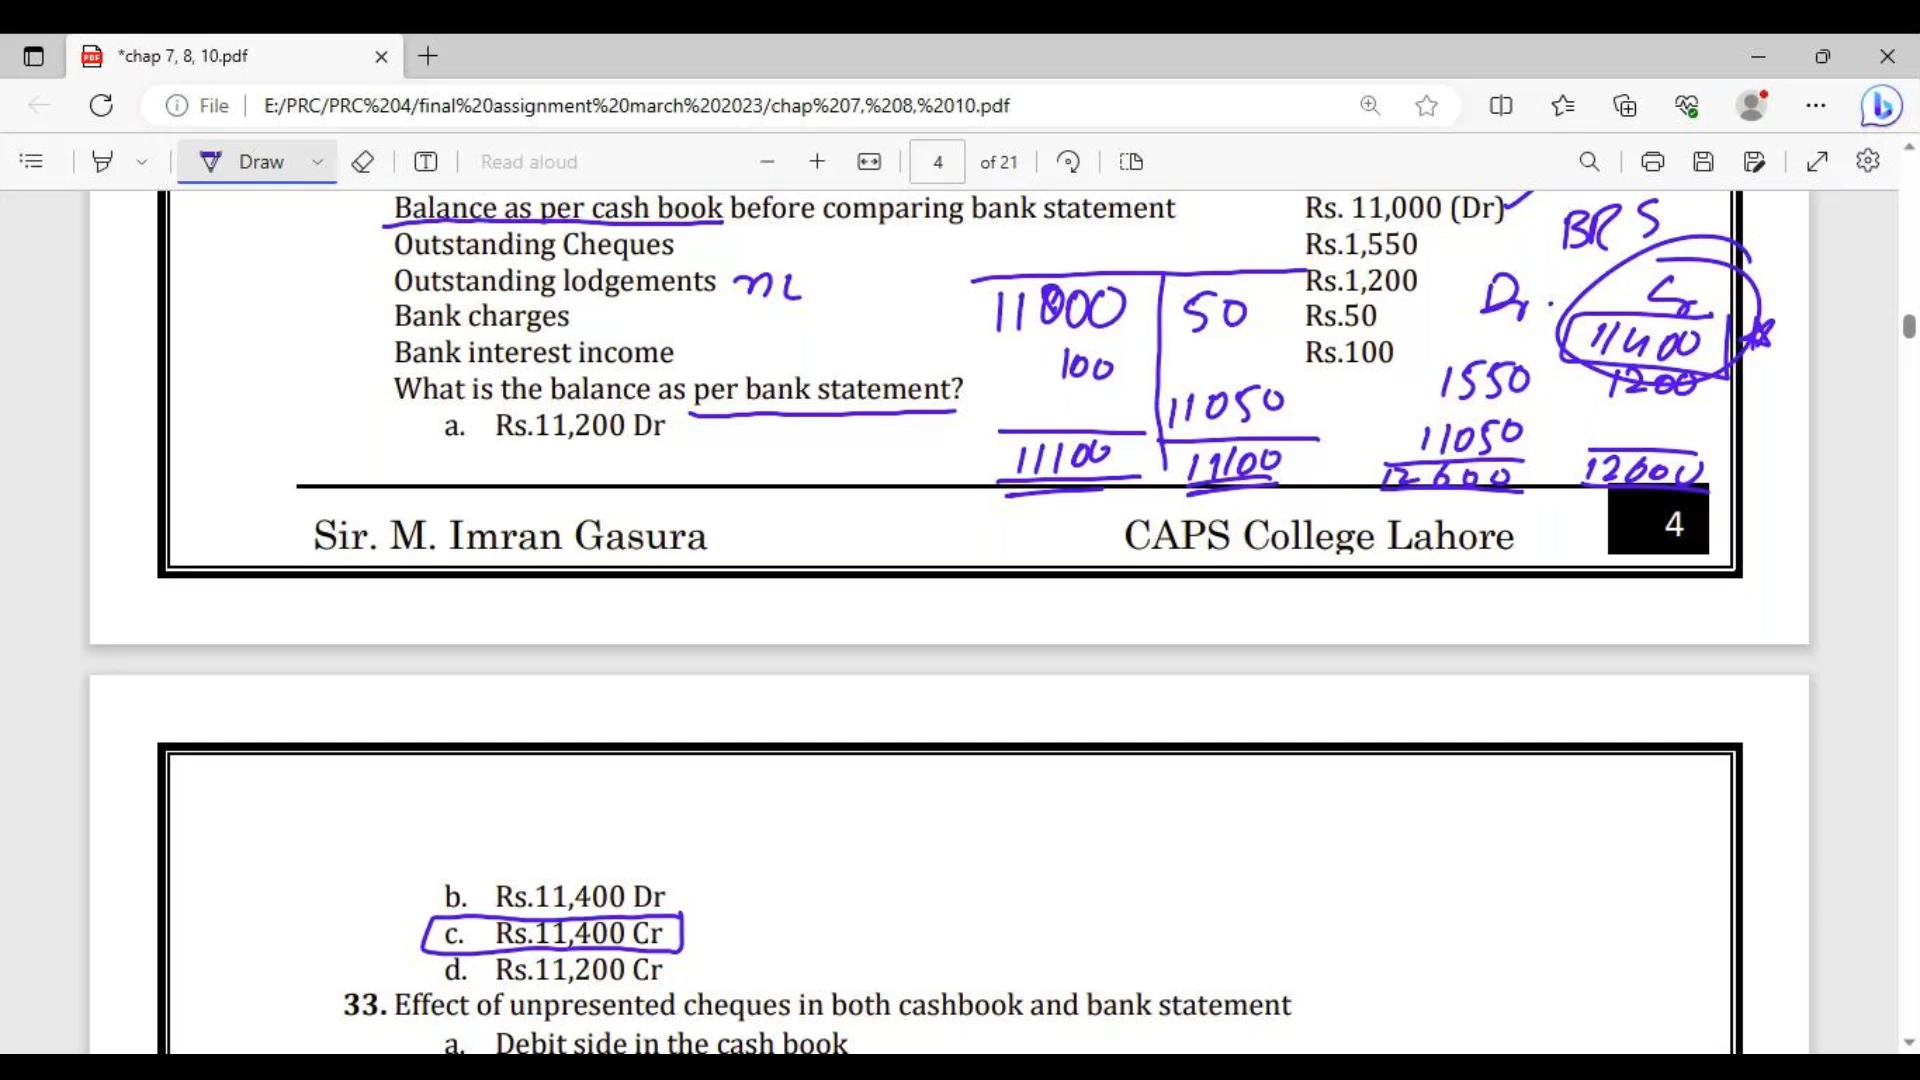 *chap 7, 8, 10.pdf
File E:/PRC/PRC%204/final%20assignment%20march%202023/chap%207,%208,%2010.pdf
Draw Read aloud 4 of 21
Balance as per cash book before comparing bank statement Rs. 11,000 (Dr)
BRS
Outstanding Cheques Rs.1,550
Outstanding lodgements Rs.1,200
Dr. Cr
11000 50
Bank charges Rs.50
11400
Bank interest income Rs.100
100
1550 1200
What is the balance as per bank statement?
11050
a. Rs.11,200 Dr
11050
11100 11100 12600 12600
Sir. M. Imran Gasura CAPS College Lahore 4
b. Rs.11,400 Dr
c. Rs.11,400 Cr
d. Rs.11,200 Cr
33. Effect of unpresented cheques in both cashbook and bank statement
a. Debit side in the cash book